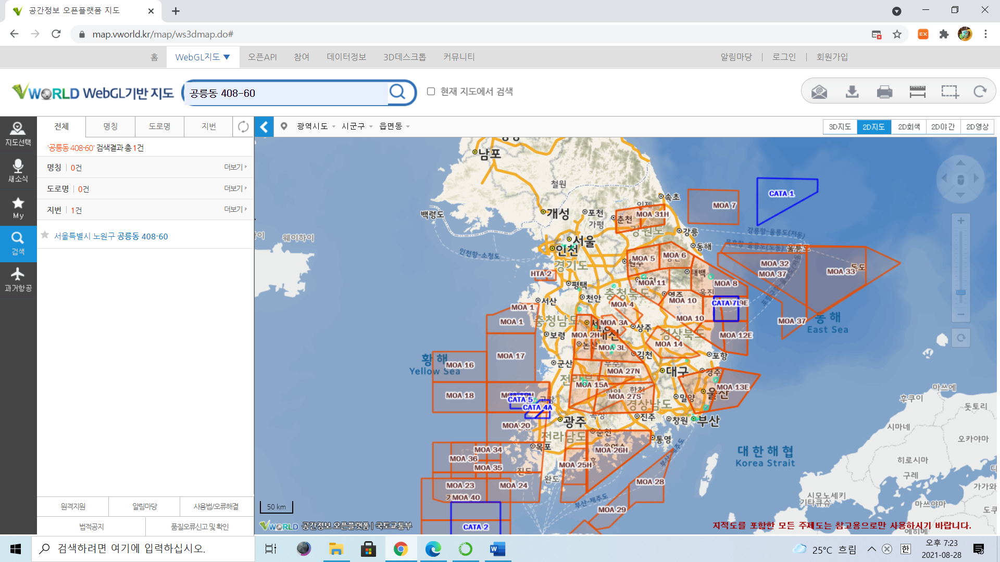 공간정보 오픈플랫폼 지도
map.vworld.kr/map/ws3dmap.do#
EX
홈 WebGL지도▼ 오픈API 참여 데이터정보 3D데스크톱 커뮤니티 알림마당 | 로그인 | 회원가입
VWORLD WebGL기반 지도 공릉동 408-60 현재 지도에서 검색
지도선택
새소식
My
검색
과거항공
전체 명칭 도로명 지번
'공릉동 408-60' 검색결과 총 1건
명칭 | 0건 더보기
도로명 | 0건 더보기
지번 | 1건 더보기
서울특별시 노원구 공릉동 408-60
원격지원 알림마당 사용법/오류해결
법적공지 품질오류신고 및 확인
광역시도 시군구 읍면동
3D지도 2D지도 2D회색 2D야간 2D영상
남포
철원
속초
인제
MOA 7
CATA 1
백령도
개성
포천
춘천
MOA 31H
가평
강원도
강릉
강릉항-울릉도(저동)
묵호항-울릉도(도동)
울릉도
웨이하이
서울
인천
동해
인천항-소청도
경기도
원주
MOA 5
MOA 6
MOA 32
MOA 37
MOA 33
독도
HTA 2
태백
평택
MOA 11
MOA 8
울진
충청북도
천안
영주
MOA 10
CATA 7L
9E
서산
MOA 4
MOA 1
MOA 10
MOA 1
충청남도
MOA 3A
상주
MOA 37
동해
East Sea
보령
MOA 2H
경상북도
MOA 12E
논산
MOA 3L
MOA 14
MOA 17
김천
포항
황해
Yellow Sea
MOA 16
군산
MOA 27N
대구
경주
전라북도
MOA 15A
MOA 13E
마쓰에
MOA 18
CATA 5
CATA 4A
MOA 27S
울산
밀양
후쿠이
경상남도
돗토리
광주
곡성
진주
창원
부산
MOA 20
순천
시마네
전라남도
통영
오카야마
목포
MOA 34
MOA 26H
대한해협
Korea Strait
MOA 36
MOA 25H
히로시마
MOA 35
진도
부산-제주도
구레
완도
MOA 23
MOA 24
MOA 28
가가와
MOA 40
부산-제주도
시모노세키
기타큐슈
마쓰야마
50 km
MOA 29
CATA 2
VWORLD 공간정보 오픈플랫폼 | 국토교통부
지적도를 포함한 모든 주제도는 참고용으로만 사용하시기 바랍니다.
에히메
검색하려면 여기에 입력하십시오.
25°C 흐림
한
오후 7:23
2021-08-28